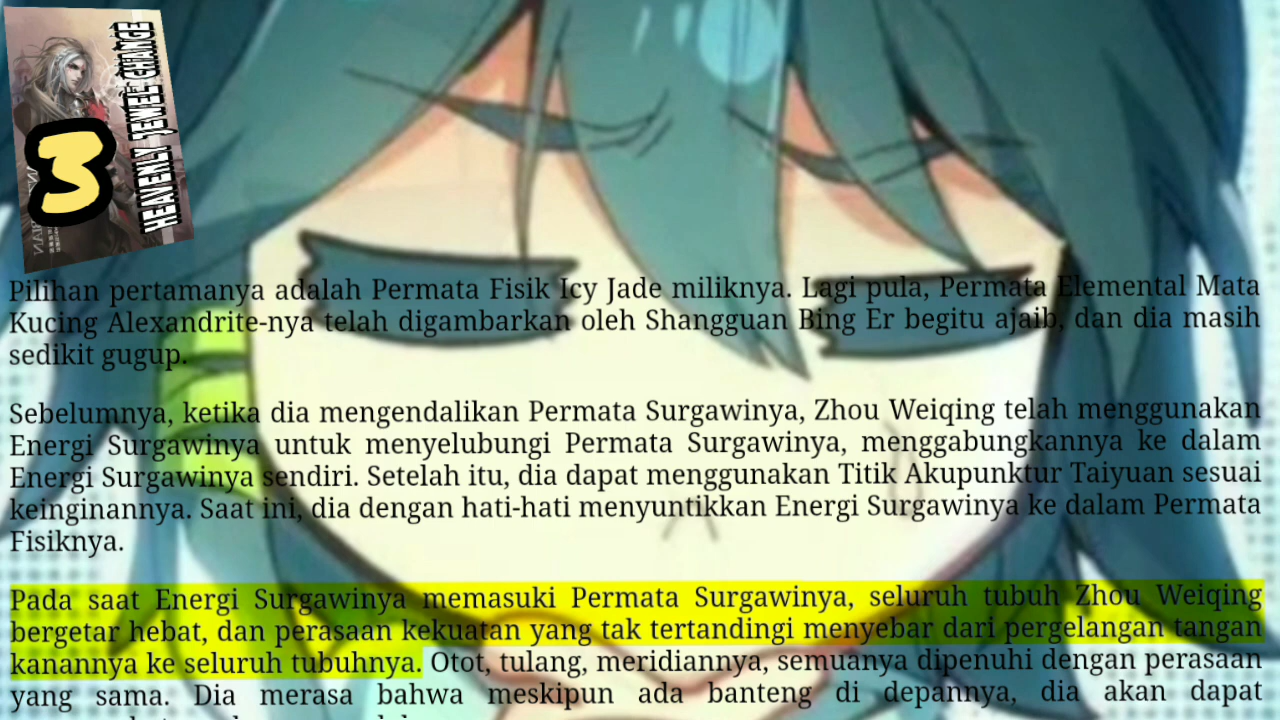 HEAVENLY JEWEL CHANGE
3
Pilihan pertamanya adalah Permata Fisik Icy Jade miliknya. Lagi pula, Permata Elemental Mata
Kucing Alexandrite-nya telah digambarkan oleh Shangguan Bing Er begitu ajaib, dan dia masih
sedikit gugup.
Sebelumnya, ketika dia mengendalikan Permata Surgawinya, Zhou Weiqing telah menggunakan
Energi Surgawinya untuk menyelubungi Permata Surgawinya, menggabungkannya ke dalam
Energi Surgawinya sendiri. Setelah itu, dia dapat menggunakan Titik Akupunktur Taiyuan sesuai
keinginannya. Saat ini, dia dengan hati-hati menyuntikkan Energi Surgawinya ke dalam Permata
Fisiknya.
Pada saat Energi Surgawinya memasuki Permata Surgawinya, seluruh tubuh Zhou Weiqing
bergetar hebat, dan perasaan kekuatan yang tak tertandingi menyebar dari pergelangan tangan
kanannya ke seluruh tubuhnya. Otot, tulang, meridiannya, semuanya dipenuhi dengan perasaan
yang sama. Dia merasa bahwa meskipun ada banteng di depannya, dia akan dapat